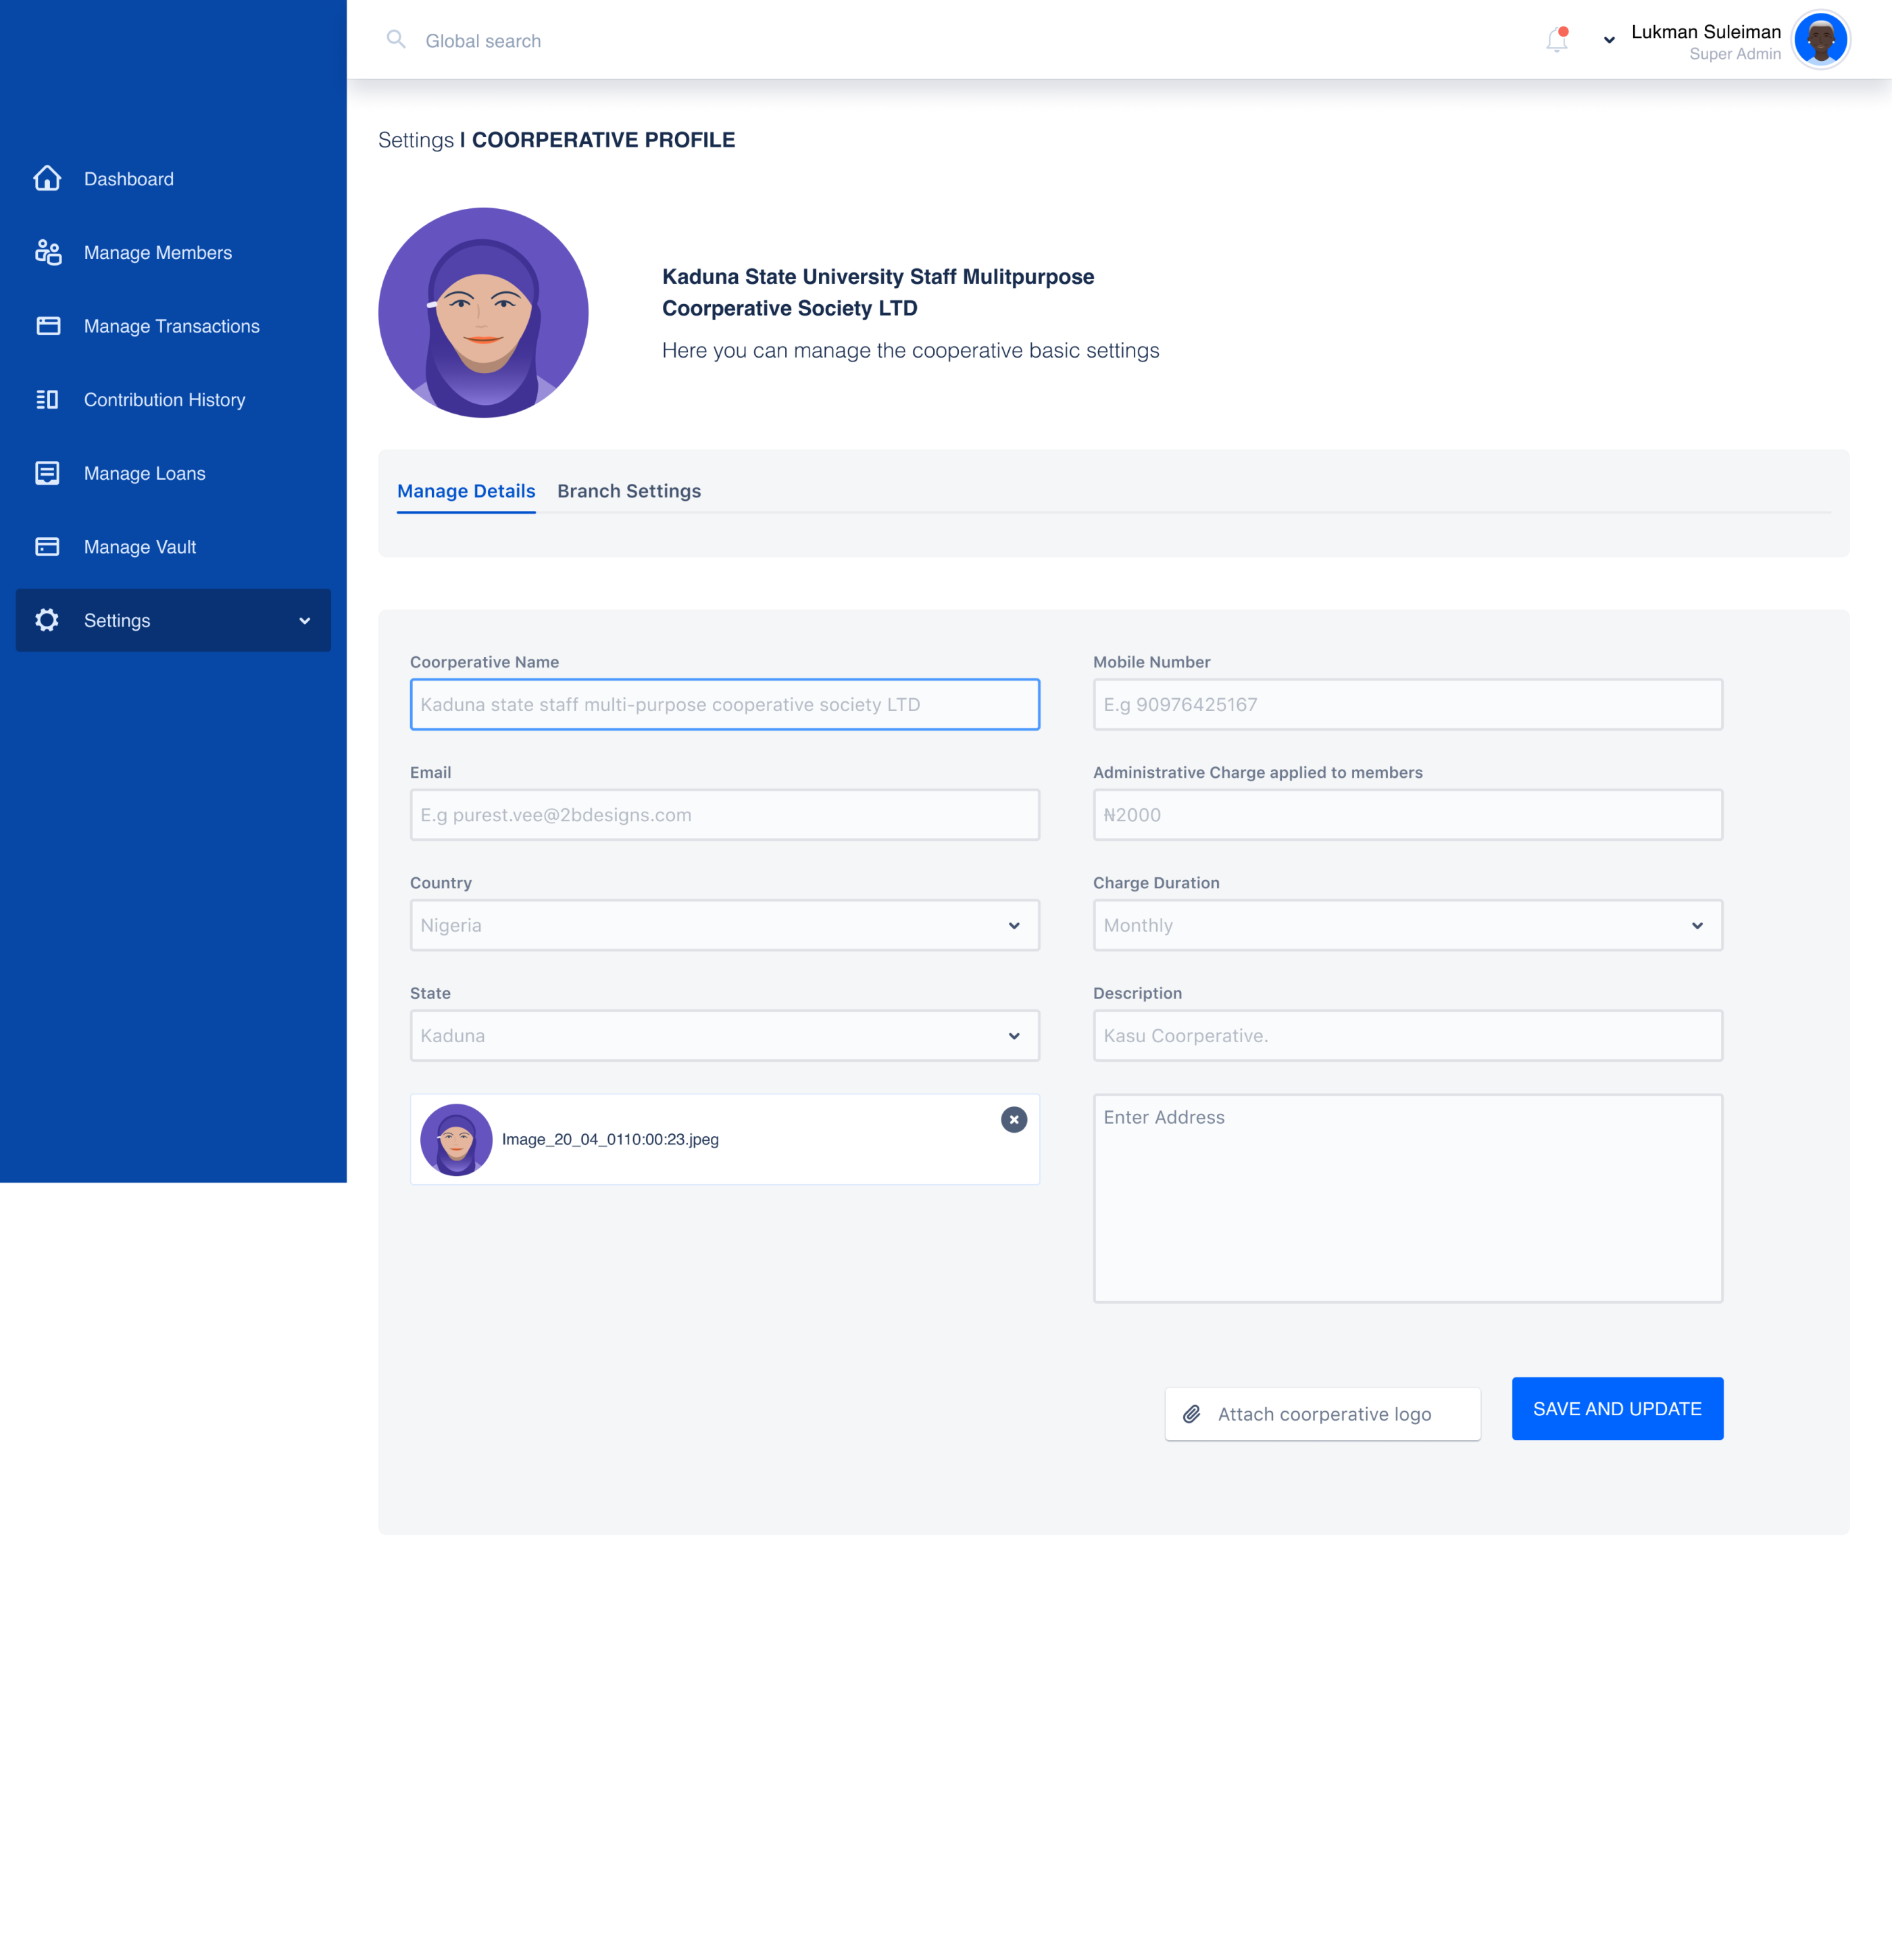 Global search
Lukman Suleiman
Super Admin
Dashboard
Manage Members
Manage Transactions
Contribution History
Manage Loans
Manage Vault
Settings
Settings | COORPERATIVE PROFILE
Kaduna State University Staff Mulitpurpose
Coorperative Society LTD
Here you can manage the cooperative basic settings
Manage Details Branch Settings
Coorperative Name
Kaduna state staff multi-purpose cooperative society LTD
Mobile Number
E.g 90976425167
Email
E.g purest.vee@2bdesigns.com
Administrative Charge applied to members
₦2000
Country
Nigeria
Charge Duration
Monthly
State
Kaduna
Description
Kasu Coorperative.
Image_20_04_0110:00:23.jpeg
Enter Address
Attach coorperative logo
SAVE AND UPDATE